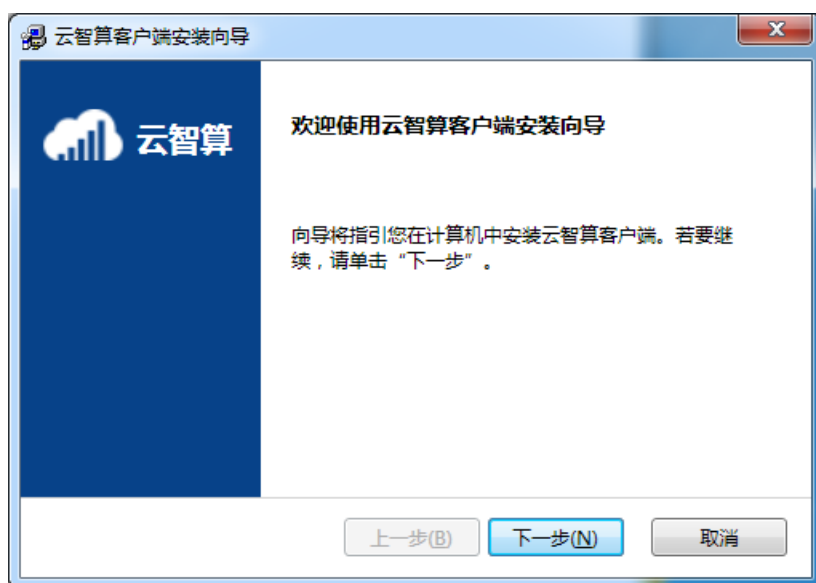 云智算客户端安装向导
x
云智算
欢迎使用云智算客户端安装向导
向导将指引您在计算机中安装云智算客户端。若要继
续，请单击“下一步”。
上一步(B)
下一步(N)
取消